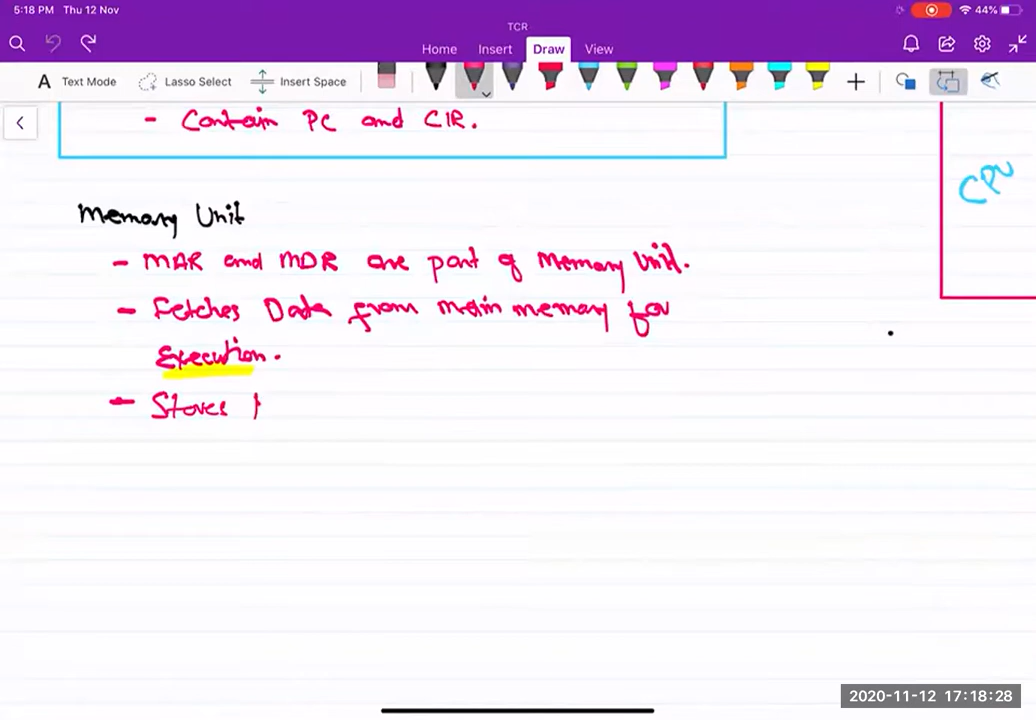 5:18 PM Thu 12 Nov
44%
TCR
Home Insert Draw View
A Text Mode Lasso Select Insert Space
- Contain PC and CIR.
CPU
Memory Unit
- MAR and MDR are part of Memory Unit.
- Fetches Data from main memory for
Execution.
- Stores
2020-11-12 17:18:28